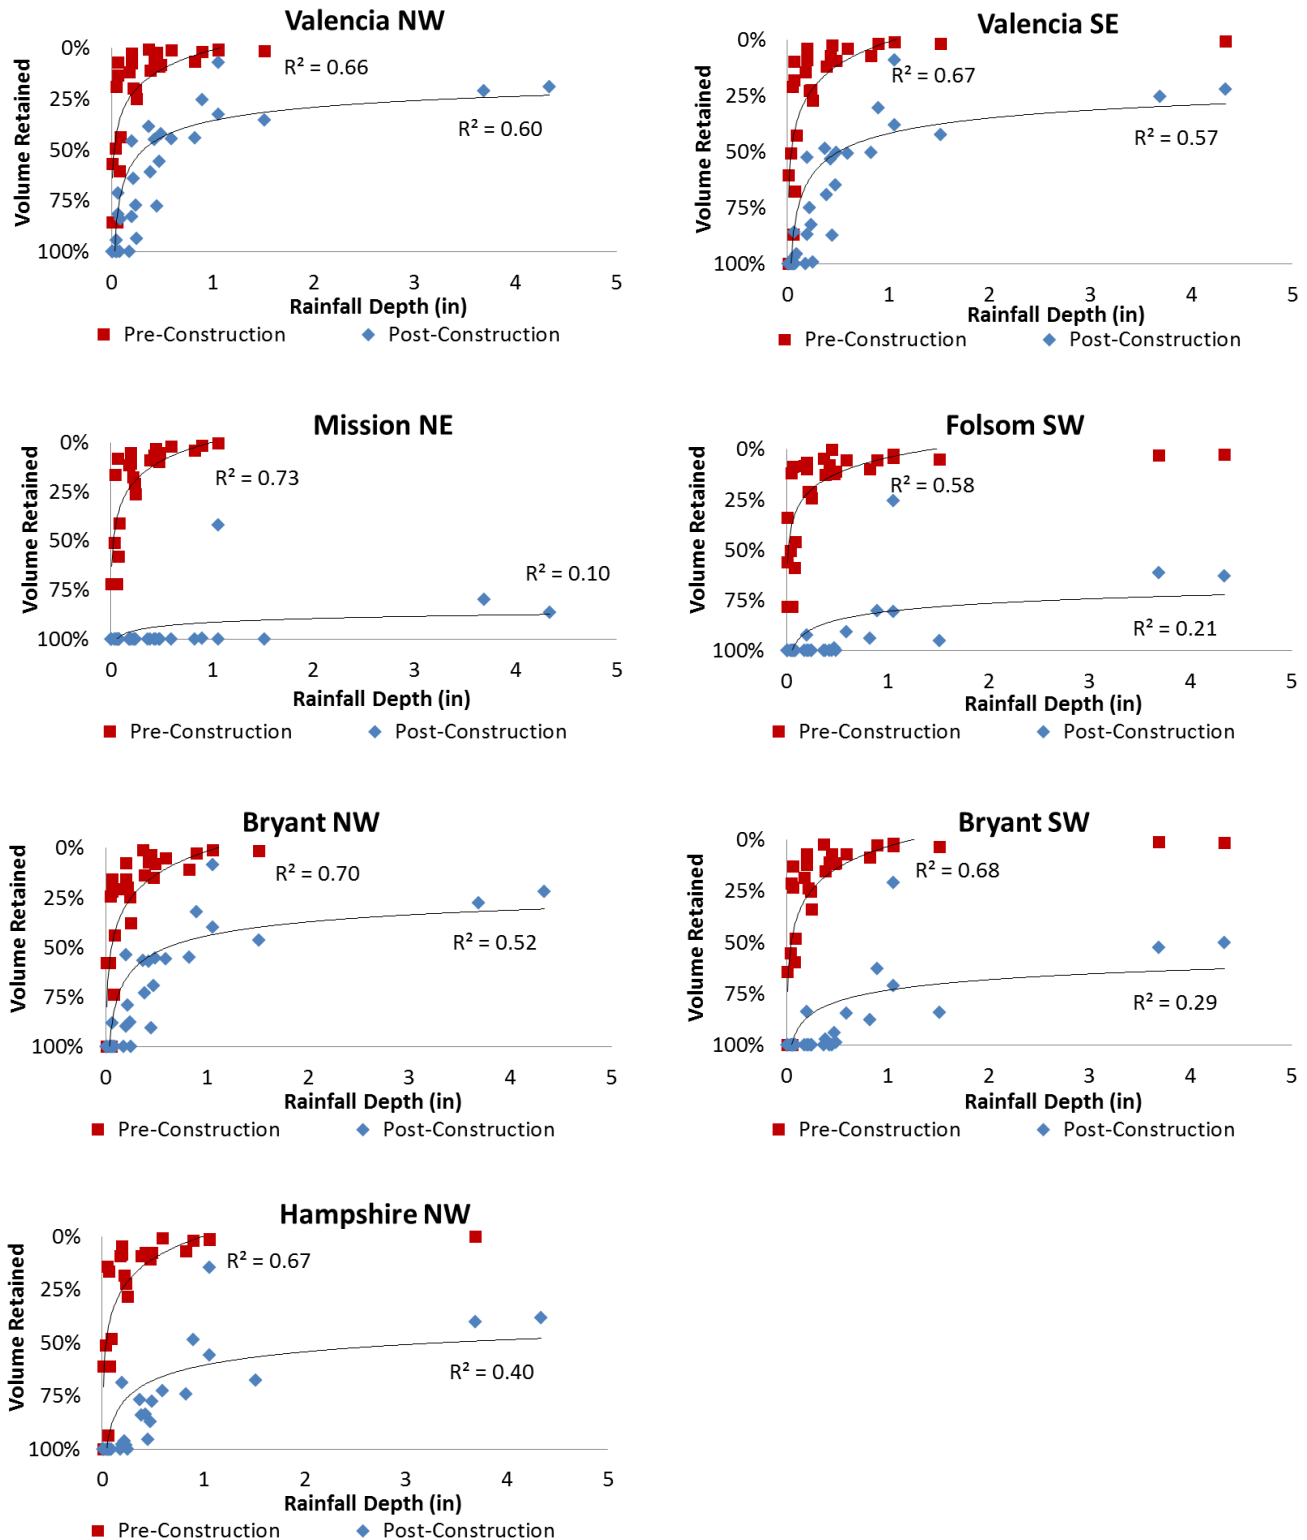 Valencia NW
Volume Retained
0%
25%
50%
75%
100%
R² = 0.66
R² = 0.60
0 1 2 3 4 5
Rainfall Depth (in)
Pre-Construction Post-Construction
Valencia SE
Volume Retained
0%
25%
50%
75%
100%
R² = 0.67
R² = 0.57
0 1 2 3 4 5
Rainfall Depth (in)
Pre-Construction Post-Construction
Mission NE
Volume Retained
0%
25%
50%
75%
100%
R² = 0.73
R² = 0.10
0 1 2 3 4 5
Rainfall Depth (in)
Pre-Construction Post-Construction
Folsom SW
Volume Retained
0%
25%
50%
75%
100%
R² = 0.58
R² = 0.21
0 1 2 3 4 5
Rainfall Depth (in)
Pre-Construction Post-Construction
Bryant NW
Volume Retained
0%
25%
50%
75%
100%
R² = 0.70
R² = 0.52
0 1 2 3 4 5
Rainfall Depth (in)
Pre-Construction Post-Construction
Bryant SW
Volume Retained
0%
25%
50%
75%
100%
R² = 0.68
R² = 0.29
0 1 2 3 4 5
Rainfall Depth (in)
Pre-Construction Post-Construction
Hampshire NW
Volume Retained
0%
25%
50%
75%
100%
R² = 0.67
R² = 0.40
0 1 2 3 4 5
Rainfall Depth (in)
Pre-Construction Post-Construction